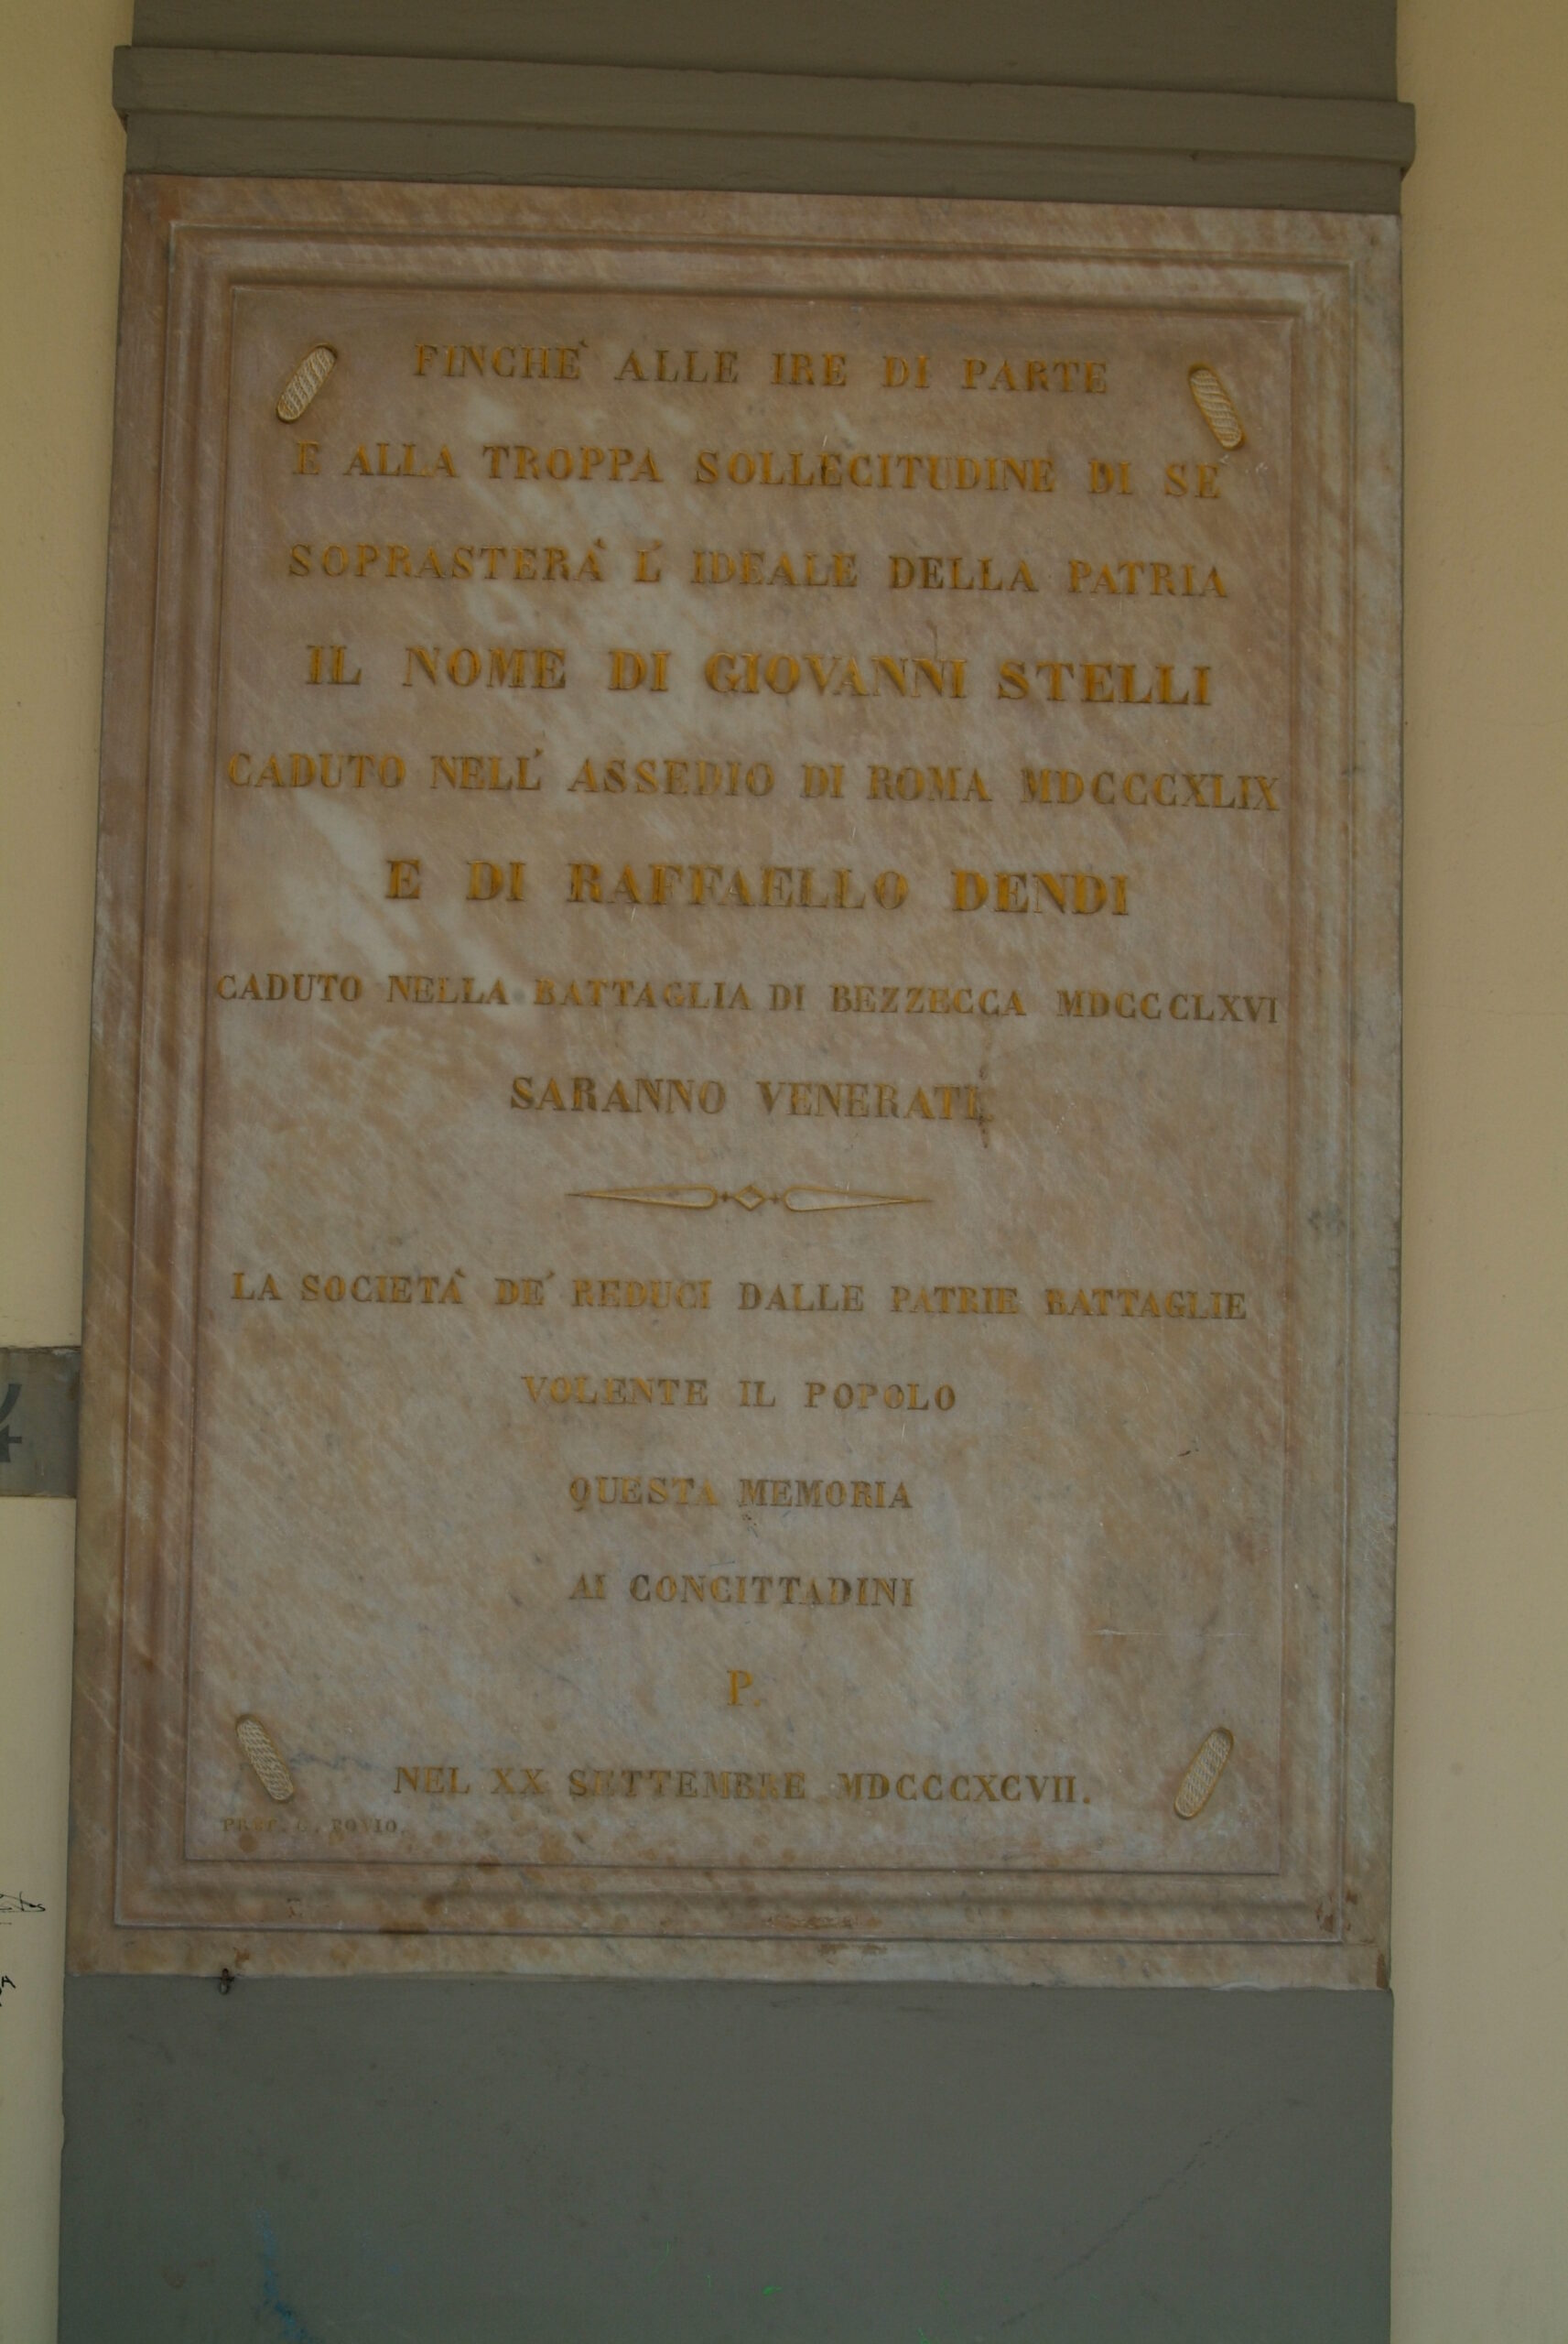 FINCHÈ ALLE IRE DI PARTE
E ALLA TROPPA SOLLECITUDINE DI SE
SOPRASTERÀ L' IDEALE DELLA PATRIA
IL NOME DI GIOVANNI STELLI
CADUTO NELL' ASSEDIO DI ROMA MDCCCXLIX
E DI RAFFAELLO DENDI
CADUTO NELLA BATTAGLIA DI BEZZECCA MDCCCLXVI
SARANNO VENERATI
LA SOCIETÀ DE' REDUCI DALLE PATRIE BATTAGLIE
VOLENTE IL POPOLO
QUESTA MEMORIA
AI CONCITTADINI
P.
NEL XX SETTEMBRE MDCCCXCVII.